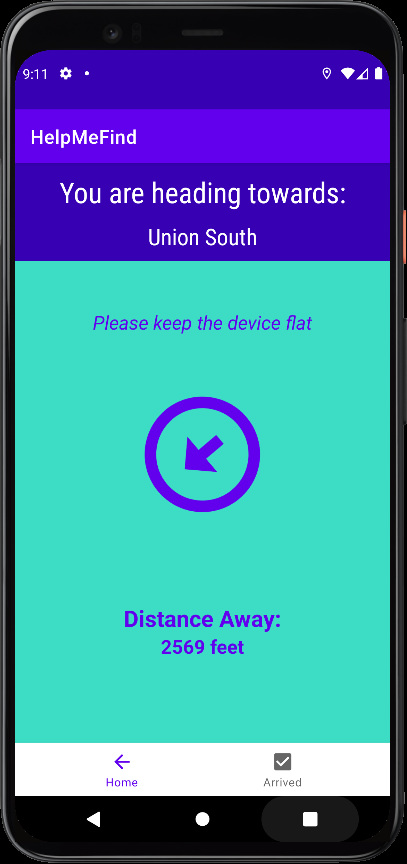 9:11
HelpMeFind
You are heading towards:
Union South
Please keep the device flat
Distance Away:
2569 feet
Home
Arrived